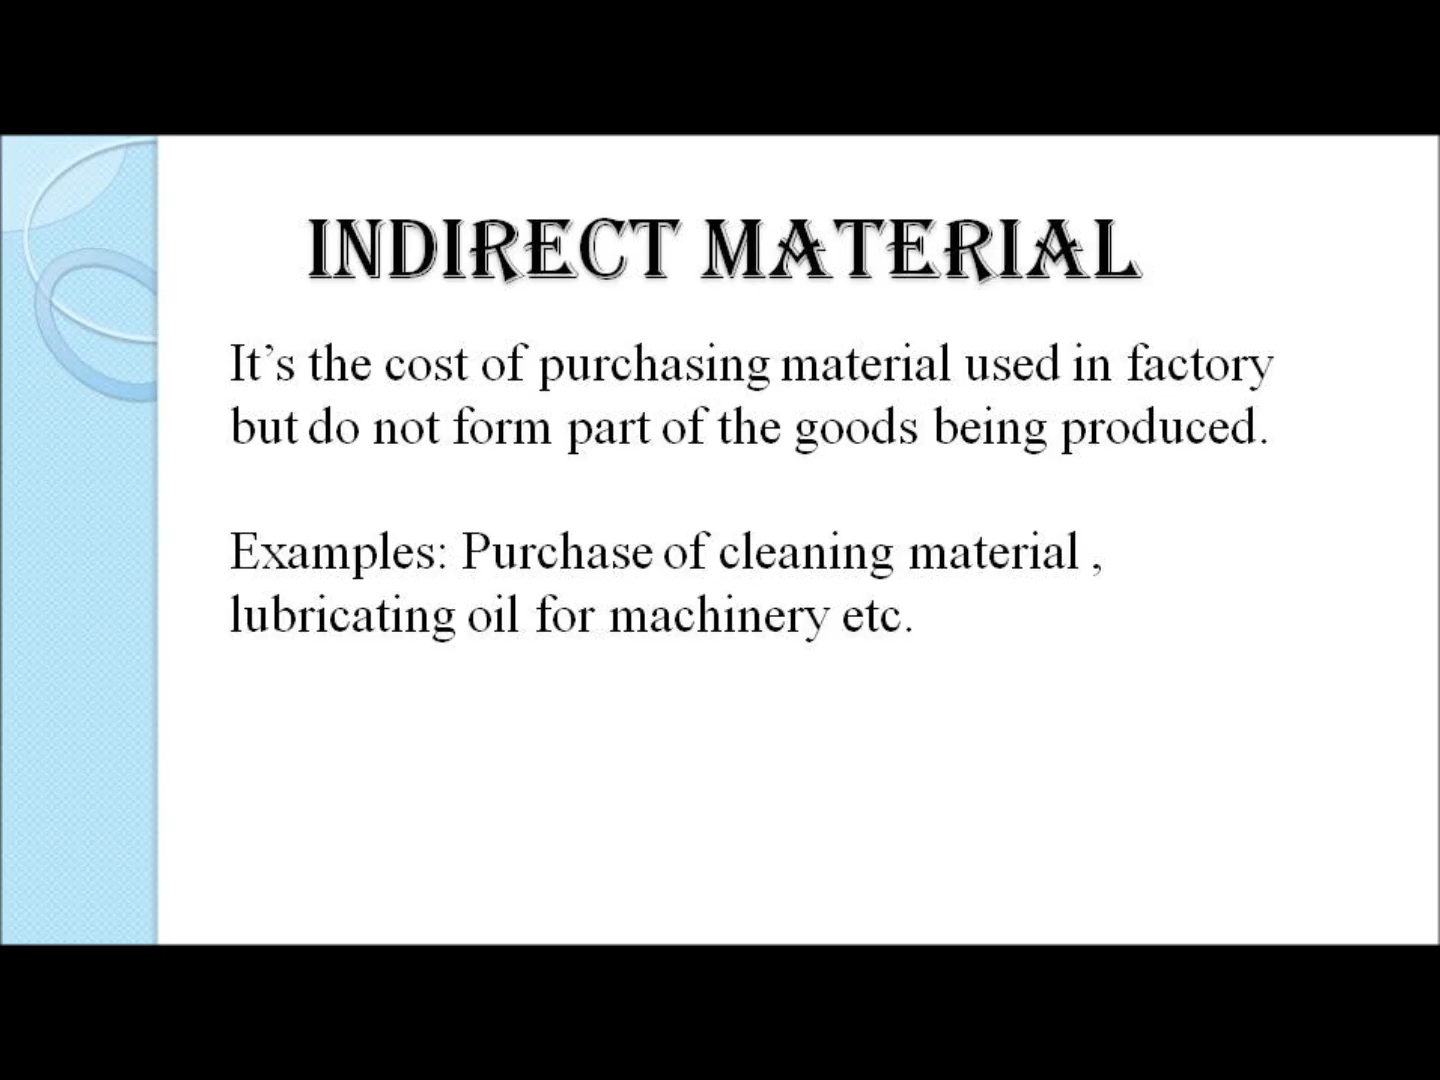 INDIRECT MATERIAL
It’s the cost of purchasing material used in factory
but do not form part of the goods being produced.
Examples: Purchase of cleaning material ,
lubricating oil for machinery etc.